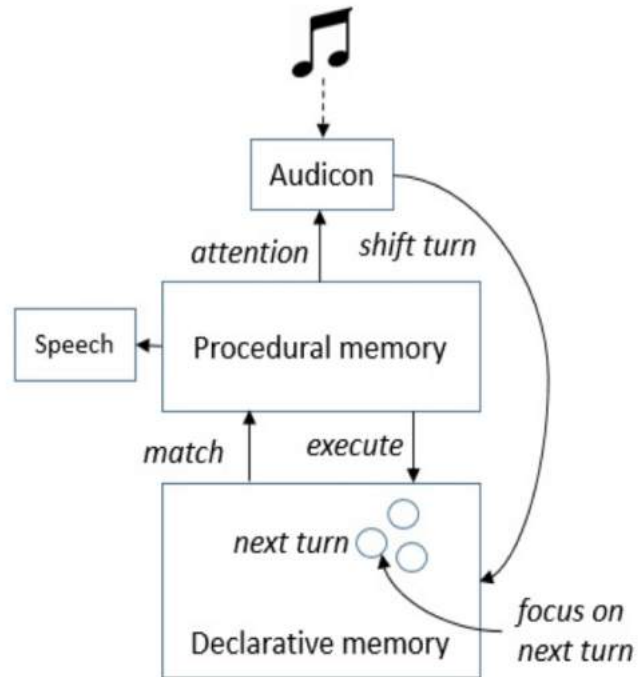 Audicon
attention
shift turn
Speech
Procedural memory
match
execute
next turn
focus on
next turn
Declarative memory